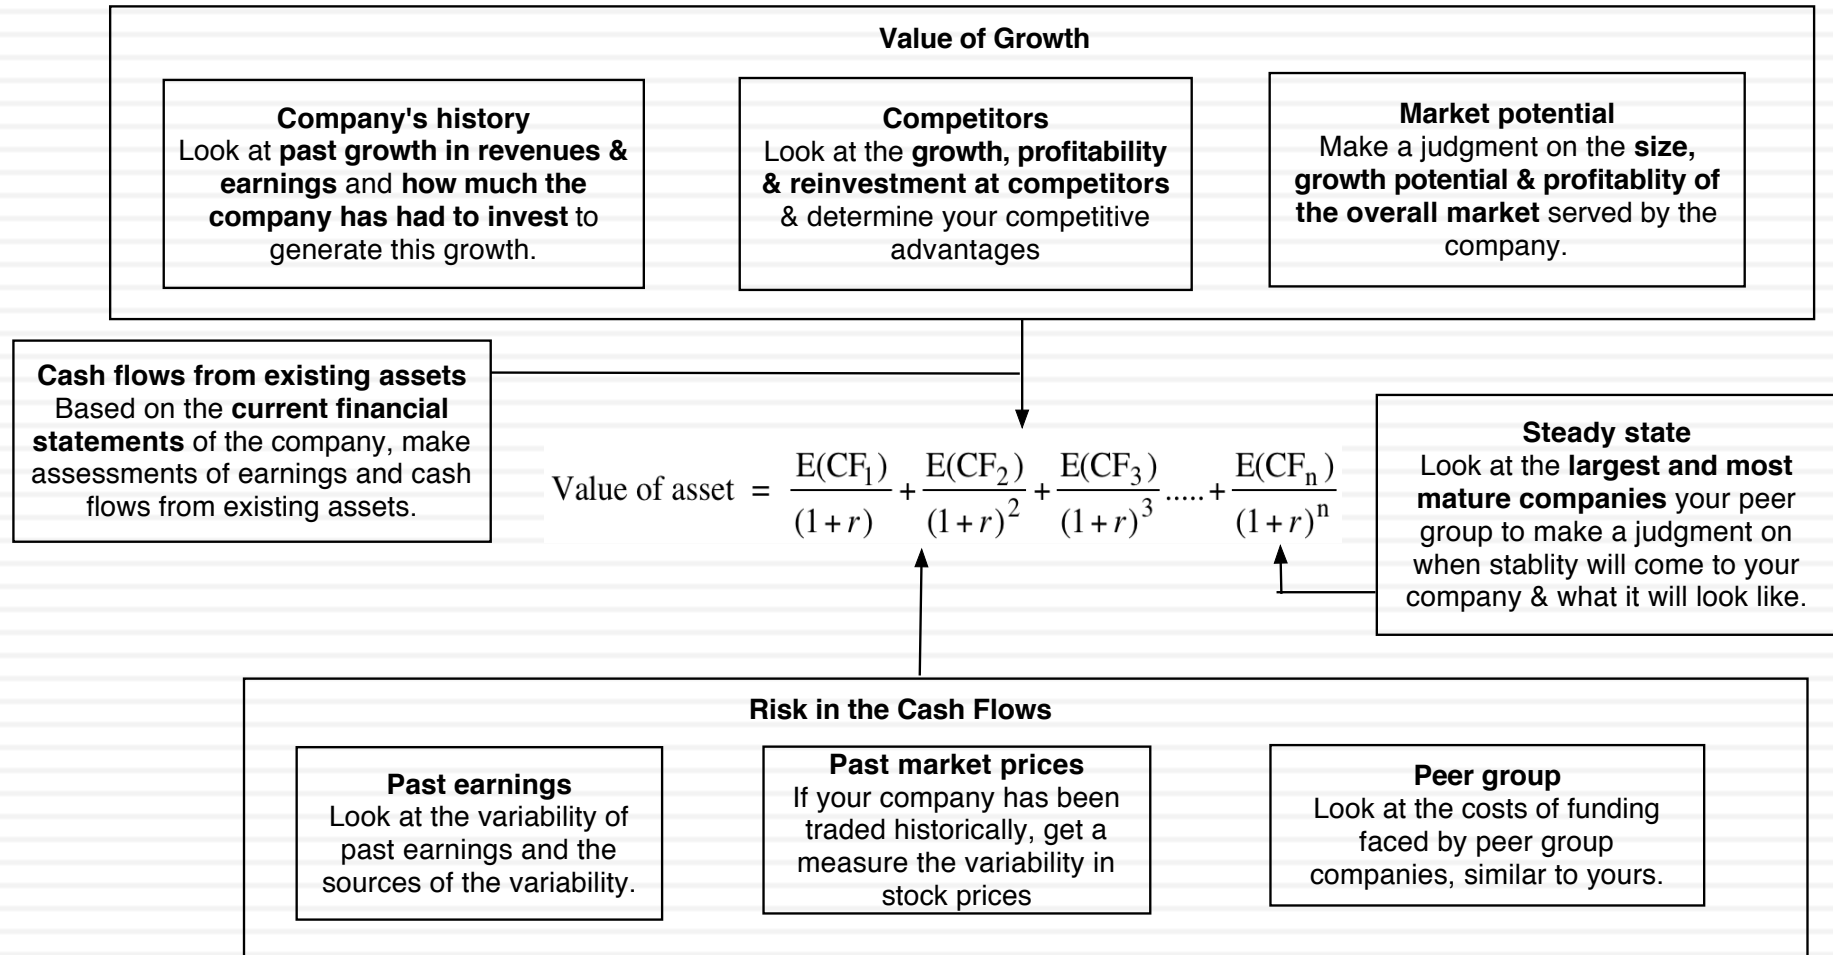 Value of Growth
Company's history
Look at past growth in revenues &
earnings and how much the
company has had to invest to
generate this growth.
Competitors
Look at the growth, profitability
& reinvestment at competitors
& determine your competitive
advantages
Market potential
Make a judgment on the size,
growth potential & profitablity of
the overall market served by the
company.
Cash flows from existing assets
Based on the current financial
statements of the company, make
assessments of earnings and cash
flows from existing assets.
Value of asset = E(CF₁)/(1+r) + E(CF₂)/(1+r)² + E(CF₃)/(1+r)³ ..... + E(CFₙ)/(1+r)ⁿ
Steady state
Look at the largest and most
mature companies your peer
group to make a judgment on
when stablity will come to your
company & what it will look like.
Risk in the Cash Flows
Past earnings
Look at the variability of
past earnings and the
sources of the variability.
Past market prices
If your company has been
traded historically, get a
measure the variability in
stock prices
Peer group
Look at the costs of funding
faced by peer group
companies, similar to yours.